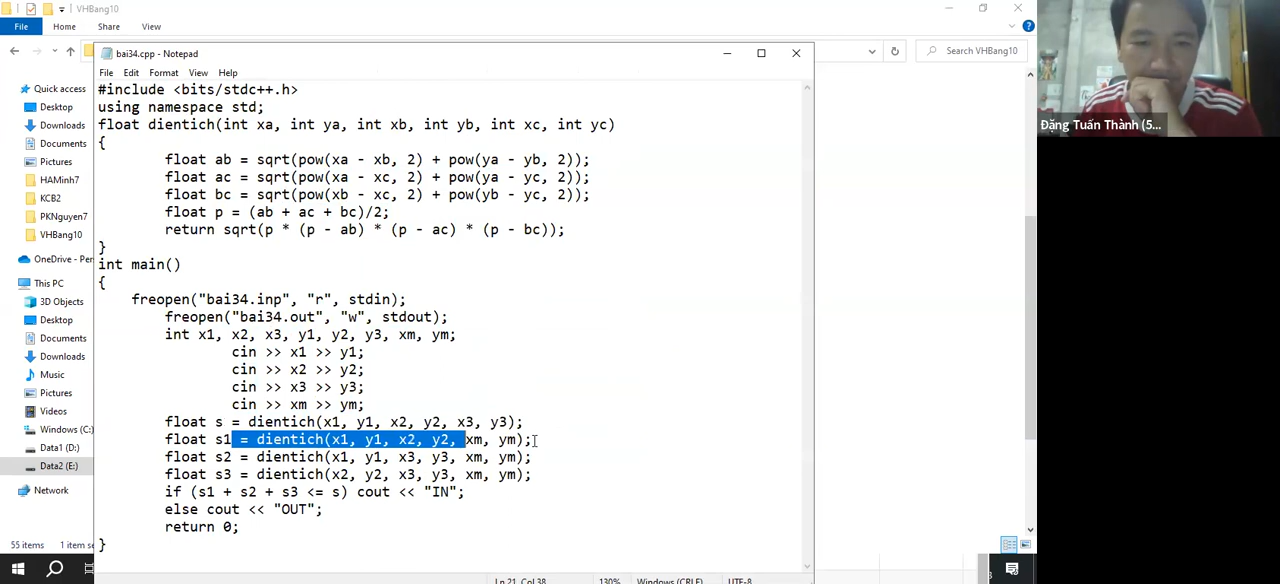 VHBang10
File
Home
Share
View
Search VHBang10
bai34.cpp - Notepad
File Edit Format View Help
Quick access
Desktop
Downloads
Documents
Pictures
HAMinh7
KCB2
PKNguyen7
VHBang10
OneDrive - Per
This PC
3D Objects
Desktop
Documents
Downloads
Music
Pictures
Videos
Data1 (D:)
Data2 (E:)
Network
55 items
1 item se
#include <bits/stdc++.h>
using namespace std;
float dientich(int xa, int ya, int xb, int yb, int xc, int yc)
{
float ab = sqrt(pow(xa - xb, 2) + pow(ya - yb, 2));
float ac = sqrt(pow(xa - xc, 2) + pow(ya - yc, 2));
float bc = sqrt(pow(xb - xc, 2) + pow(yb - yc, 2));
float p = (ab + ac + bc)/2;
return sqrt(p * (p - ab) * (p - ac) * (p - bc));
}
int main()
{
freopen("bai34.inp", "r", stdin);
freopen("bai34.out", "w", stdout);
int x1, x2, x3, y1, y2, y3, xm, ym;
cin >> x1 >> y1;
cin >> x2 >> y2;
cin >> x3 >> y3;
cin >> xm >> ym;
float s = dientich(x1, y1, x2, y2, x3, y3);
float s1 = dientich(x1, y1, x2, y2, xm, ym);
float s2 = dientich(x1, y1, x3, y3, xm, ym);
float s3 = dientich(x2, y2, x3, y3, xm, ym);
if (s1 + s2 + s3 <= s) cout << "IN";
else cout << "OUT";
return 0;
}
Ln 21, Col 38
130%
Windows (CRLF)
UTF-8
Đặng Tuấn Thành (5...